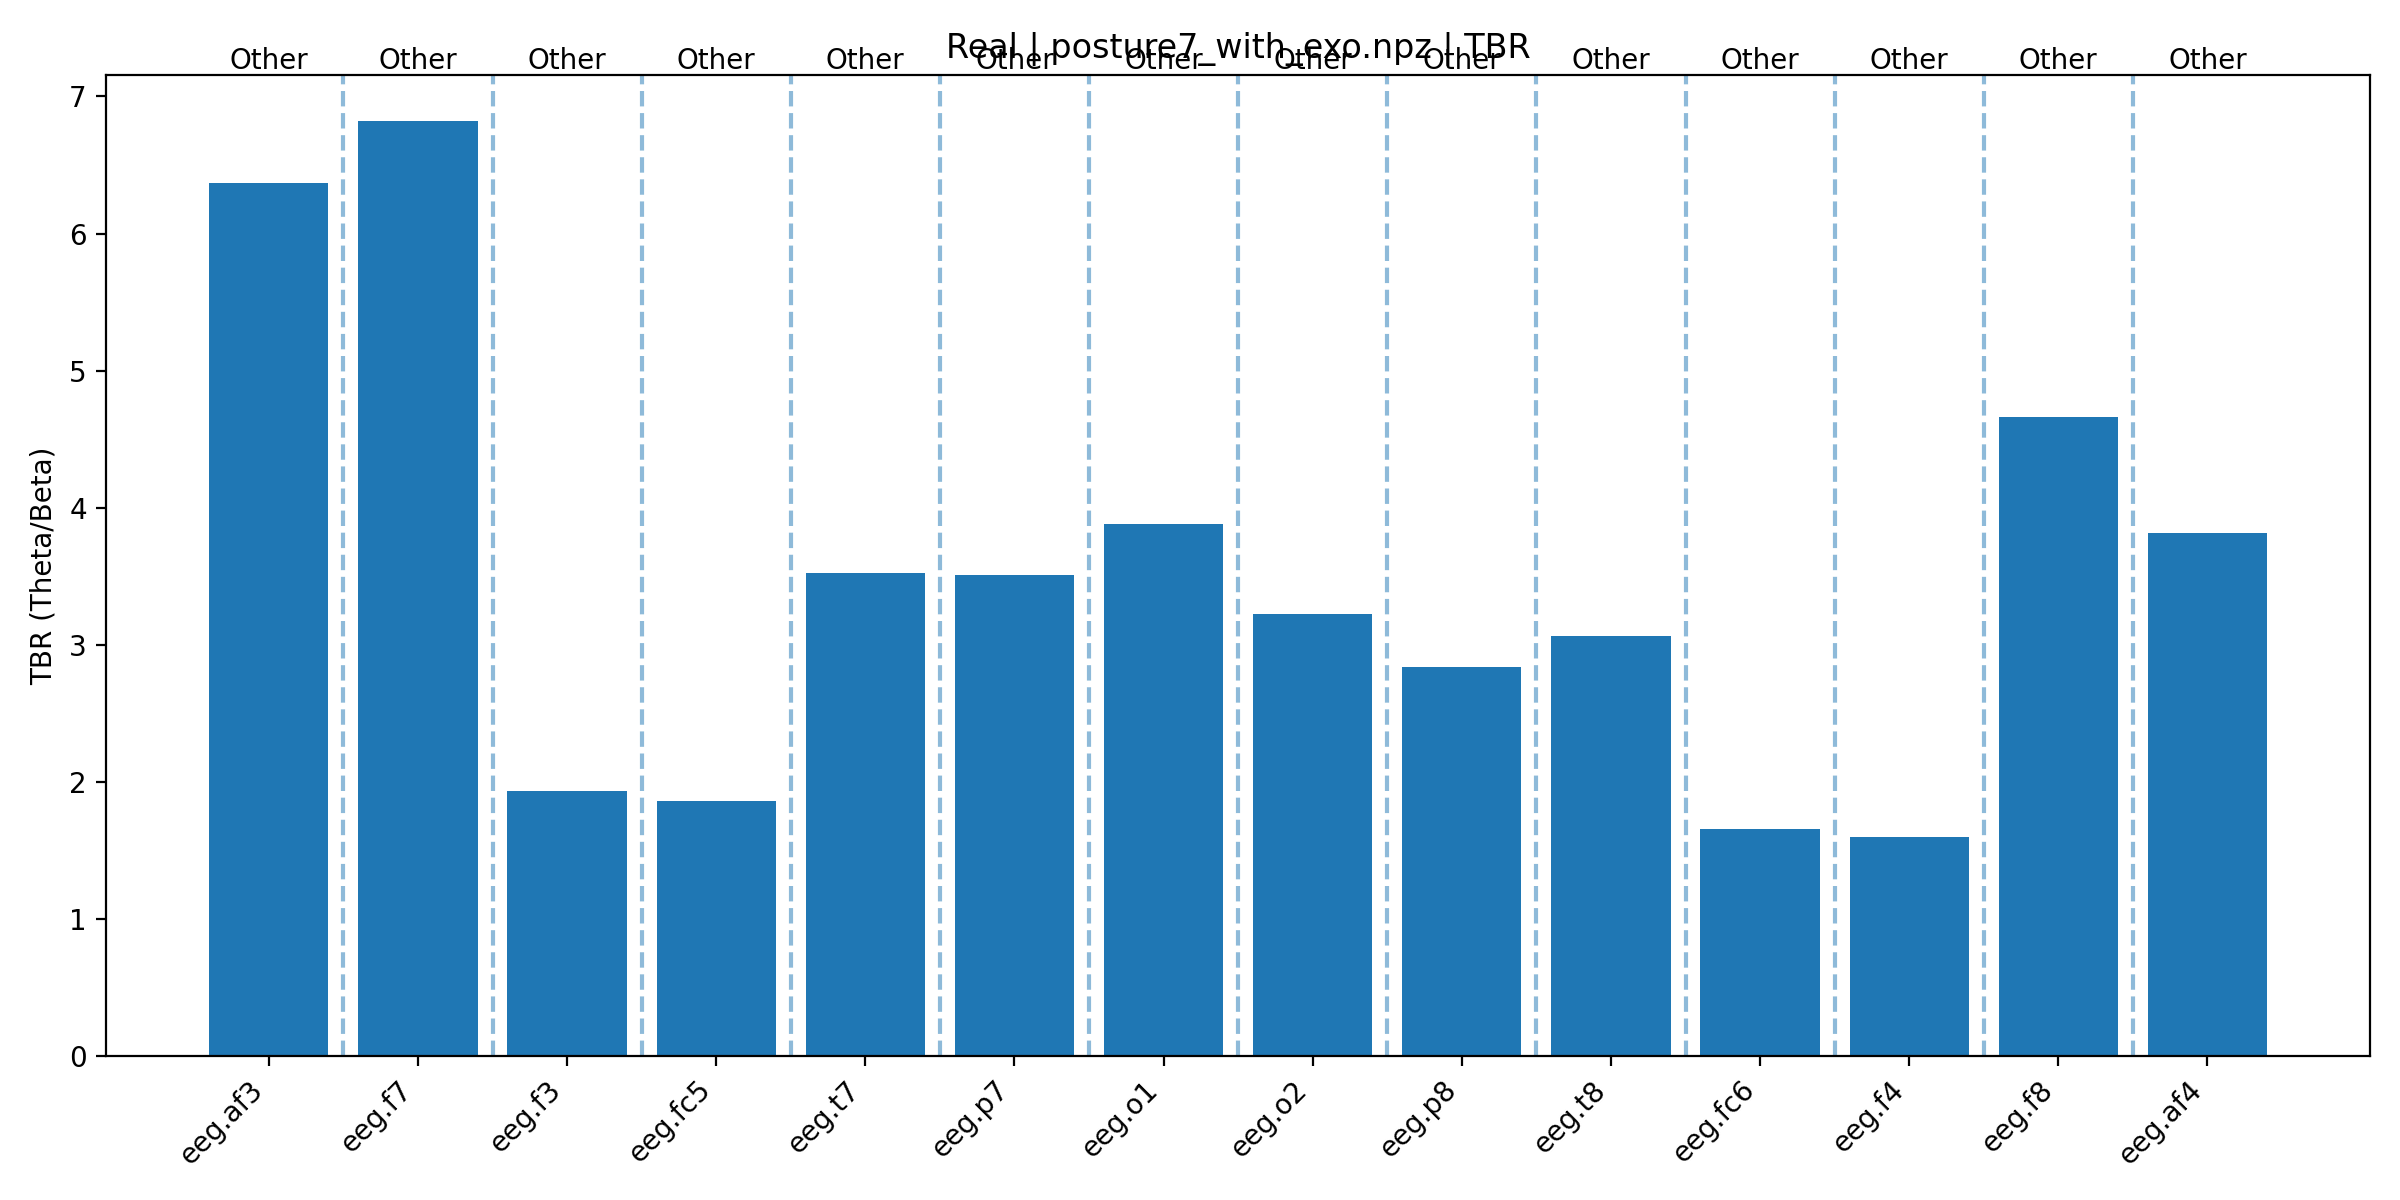 Real | posture7_with_exo.npz | TBR
Other Other Other Other Other Other Other Other Other Other Other Other Other Other
7
6
5
4
3
2
1
0
TBR (Theta/Beta)
eeg.af3 eeg.f7 eeg.f3 eeg.fc5 eeg.t7 eeg.p7 eeg.o1 eeg.o2 eeg.p8 eeg.t8 eeg.fc6 eeg.f4 eeg.f8 eeg.af4